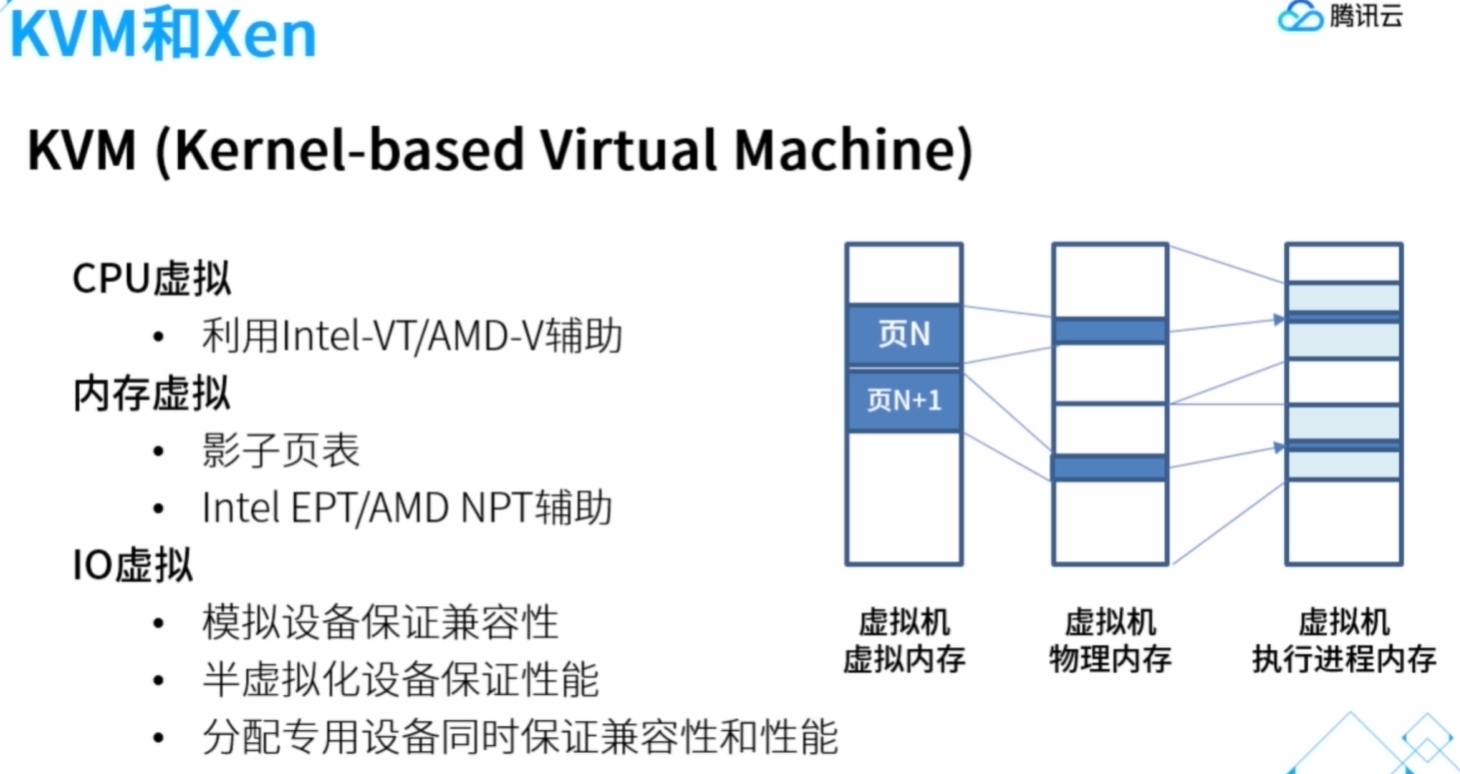 KVM和Xen
腾讯云
KVM (Kernel-based Virtual Machine)
CPU虚拟
• 利用Intel-VT/AMD-V辅助
内存虚拟
• 影子页表
• Intel EPT/AMD NPT辅助
IO虚拟
• 模拟设备保证兼容性
• 半虚拟化设备保证性能
• 分配专用设备同时保证兼容性和性能
页N
页N+1
虚拟机
虚拟内存
虚拟机
物理内存
虚拟机
执行进程内存